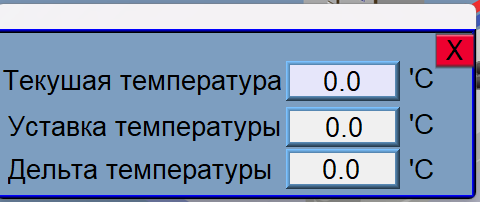 X
Текушая температура 0.0 'C
Уставка температуры 0.0 'C
Дельта температуры 0.0 'C